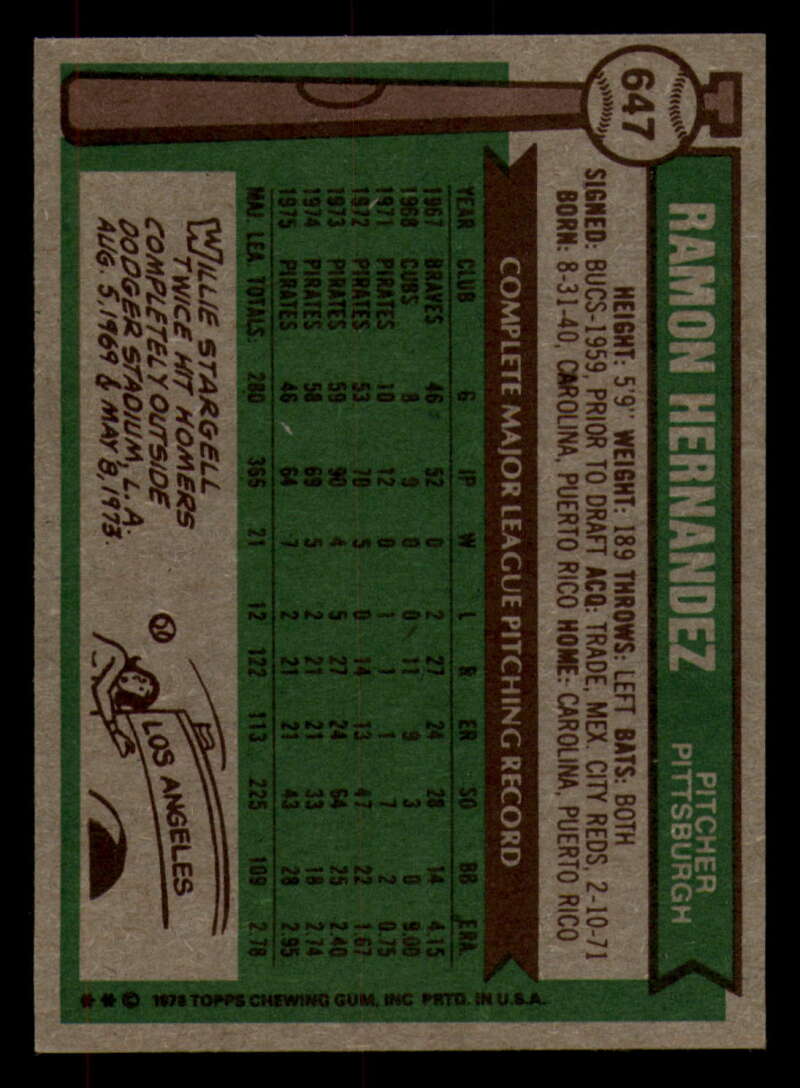 647
RAMON HERNANDEZ
PITCHER
PITTSBURGH
HEIGHT: 5'9" WEIGHT: 189 THROWS: LEFT BATS: BOTH
SIGNED: BUCS-1959, PRIOR TO DRAFT ACQ: TRADE, MEX. CITY REDS, 2-10-71
BORN: 8-31-40, CAROLINA, PUERTO RICO HOME: CAROLINA, PUERTO RICO
COMPLETE MAJOR LEAGUE PITCHING RECORD
YEAR CLUB G IP W L R ER SO BB ERA
1967 BRAVES 46 52 0 2 27 24 28 14 4.15
1968 CUBS 8 9 0 0 11 9 3 0 9.00
1971 PIRATES 10 12 0 1 1 1 7 2 0.75
1972 PIRATES 53 70 5 0 14 13 47 22 1.67
1973 PIRATES 59 90 4 5 27 24 64 25 2.40
1974 PIRATES 58 69 5 2 21 21 33 18 2.74
1975 PIRATES 46 64 7 2 21 21 43 28 2.95
MAJ. LEA. TOTALS. 280 365 21 12 122 113 225 109 2.78
WILLIE STARGELL
TWICE HIT HOMERS
COMPLETELY OUTSIDE
DODGER STADIUM, L.A.
AUG. 5, 1969 & MAY 8, 1973.
LOS ANGELES
** © 1976 TOPPS CHEWING GUM, INC PRTD. IN U.S.A.